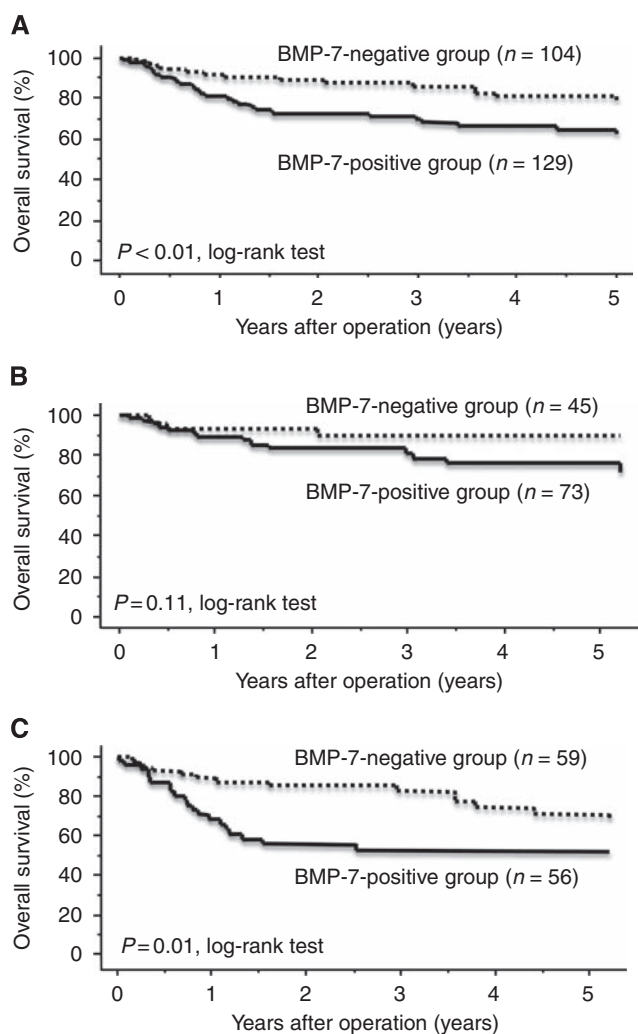 A
Overall survival (%)
100
80
60
40
20
0
BMP-7-negative group (n = 104)
BMP-7-positive group (n = 129)
P < 0.01, log-rank test
0 1 2 3 4 5
Years after operation (years)
B
Overall survival (%)
100
80
60
40
20
0
BMP-7-negative group (n = 45)
BMP-7-positive group (n = 73)
P = 0.11, log-rank test
0 1 2 3 4 5
Years after operation (years)
C
Overall survival (%)
100
80
60
40
20
0
BMP-7-negative group (n = 59)
BMP-7-positive group (n = 56)
P = 0.01, log-rank test
0 1 2 3 4 5
Years after operation (years)